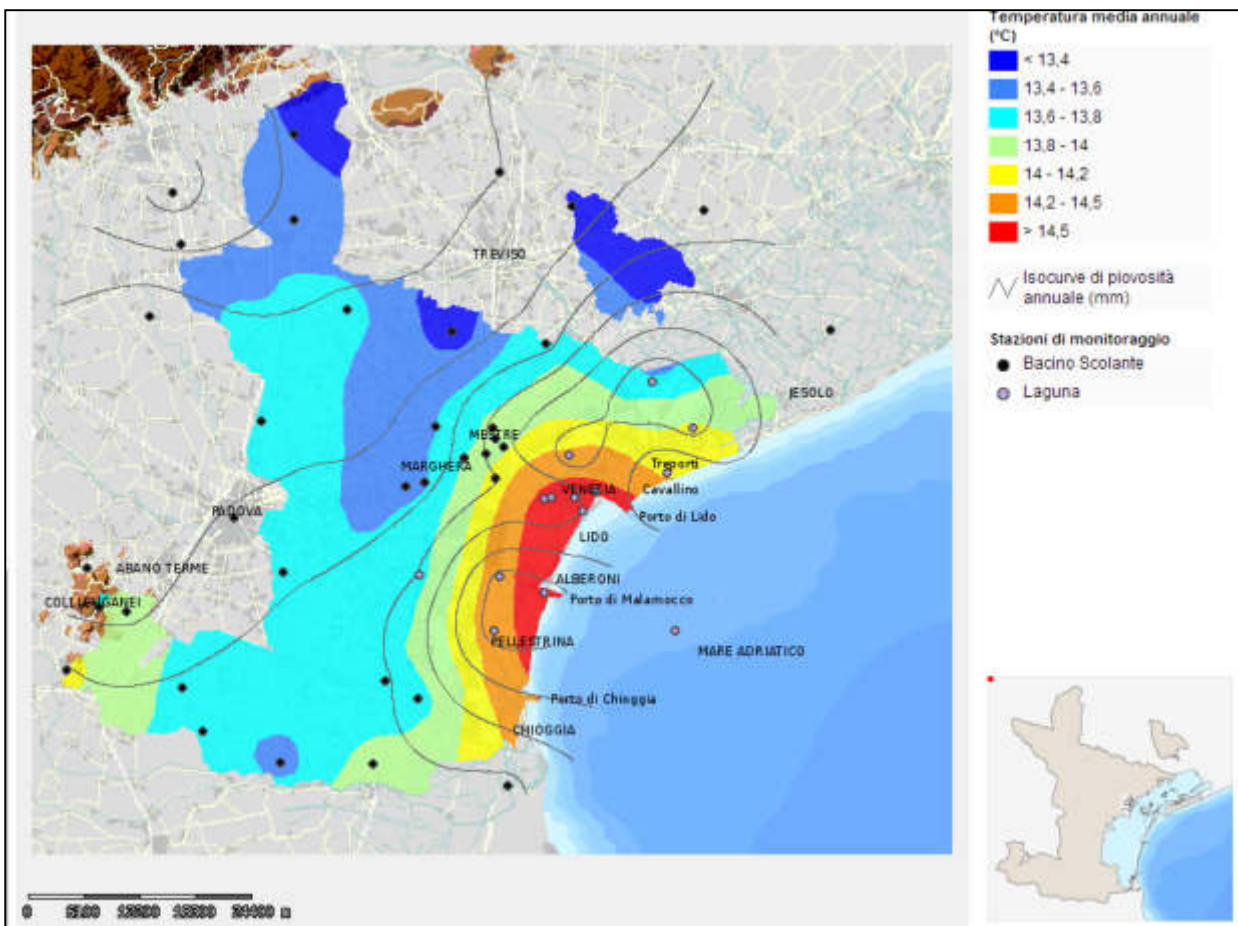 Temperatura media annuale
(°C)
< 13,4
13,4 - 13,6
13,6 - 13,8
13,8 - 14
14 - 14,2
14,2 - 14,5
> 14,5
Isocurve di piovosità
annuale (mm)
Stazioni di monitoraggio
Bacino Scolante
Laguna
TREVISO
JESOLO
MESTRE
MARGHERA
Treporti
VENEZIA
Cavallino
PADOVA
Porto di Lido
LIDO
ABANO TERME
ALBERONI
COLLI EUGANEI
Porto di Malamocco
PELLESTRINA
MARE ADRIATICO
Porto di Chioggia
CHIOGGIA
0
m